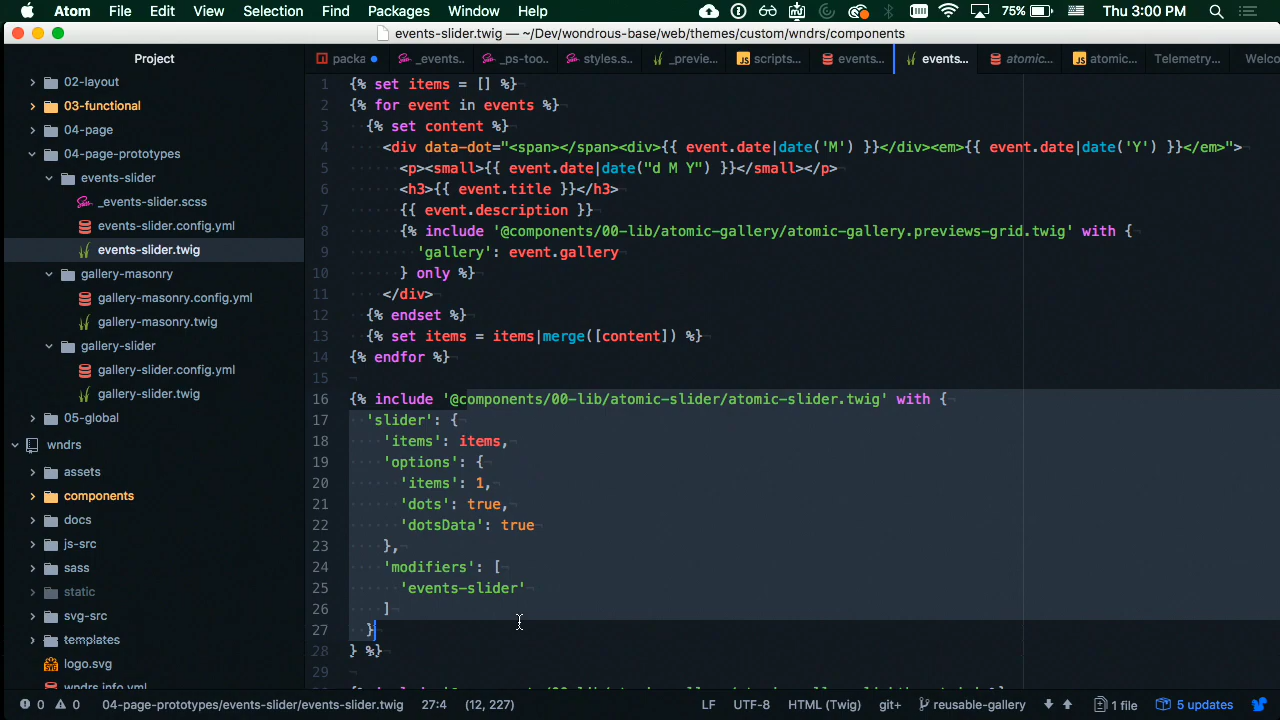 Atom File Edit View Selection Find Packages Window Help 75% Thu 3:00 PM
events-slider.twig — ~/Dev/wondrous-base/web/themes/custom/wndrs/components
Project
packa
_events..
_ps-too..
styles.s..
_previe..
scripts...
events...
events...
atomic...
atomic...
Telemetry...
Welco
02-layout
03-functional
04-page
04-page-prototypes
events-slider
_events-slider.scss
events-slider.config.yml
events-slider.twig
gallery-masonry
gallery-masonry.config.yml
gallery-masonry.twig
gallery-slider
gallery-slider.config.yml
gallery-slider.twig
05-global
wndrs
assets
components
docs
js-src
sass
static
svg-src
templates
logo.svg
wndrs.info.yml
1 {% set items = [] %}
2 {% for event in events %}
3 {% set content %}
4 <div data-dot="<span></span><div>{{ event.date|date('M') }}</div><em>{{ event.date|date('Y') }}</em>">
5 <p><small>{{ event.date|date("d M Y") }}</small></p>
6 <h3>{{ event.title }}</h3>
7 {{ event.description }}
8 {% include '@components/00-lib/atomic-gallery/atomic-gallery.previews-grid.twig' with {
9 'gallery': event.gallery
10 } only %}
11 </div>
12 {% endset %}
13 {% set items = items|merge([content]) %}
14 {% endfor %}
15
16 {% include '@components/00-lib/atomic-slider/atomic-slider.twig' with {
17 'slider': {
18 'items': items,
19 'options': {
20 'items': 1,
21 'dots': true,
22 'dotsData': true
23 },
24 'modifiers': [
25 'events-slider'
26 ]
27 }
28 } %}
29
0 0 04-page-prototypes/events-slider/events-slider.twig 27:4 (12, 227) LF UTF-8 HTML (Twig) git+ reusable-gallery 1 file 5 updates